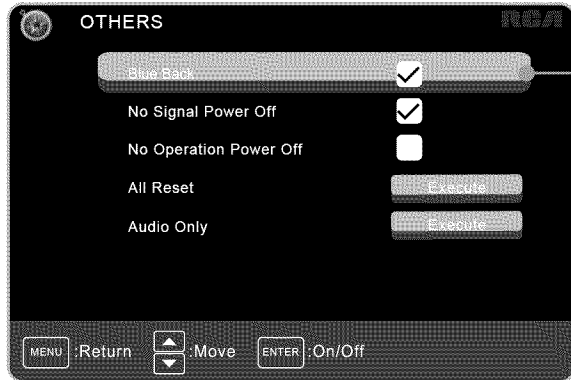 OTHERS
RCA
Blue Back
No Signal Power Off
No Operation Power Off
All Reset Execute
Audio Only Execute
MENU :Return :Move ENTER :On/Off